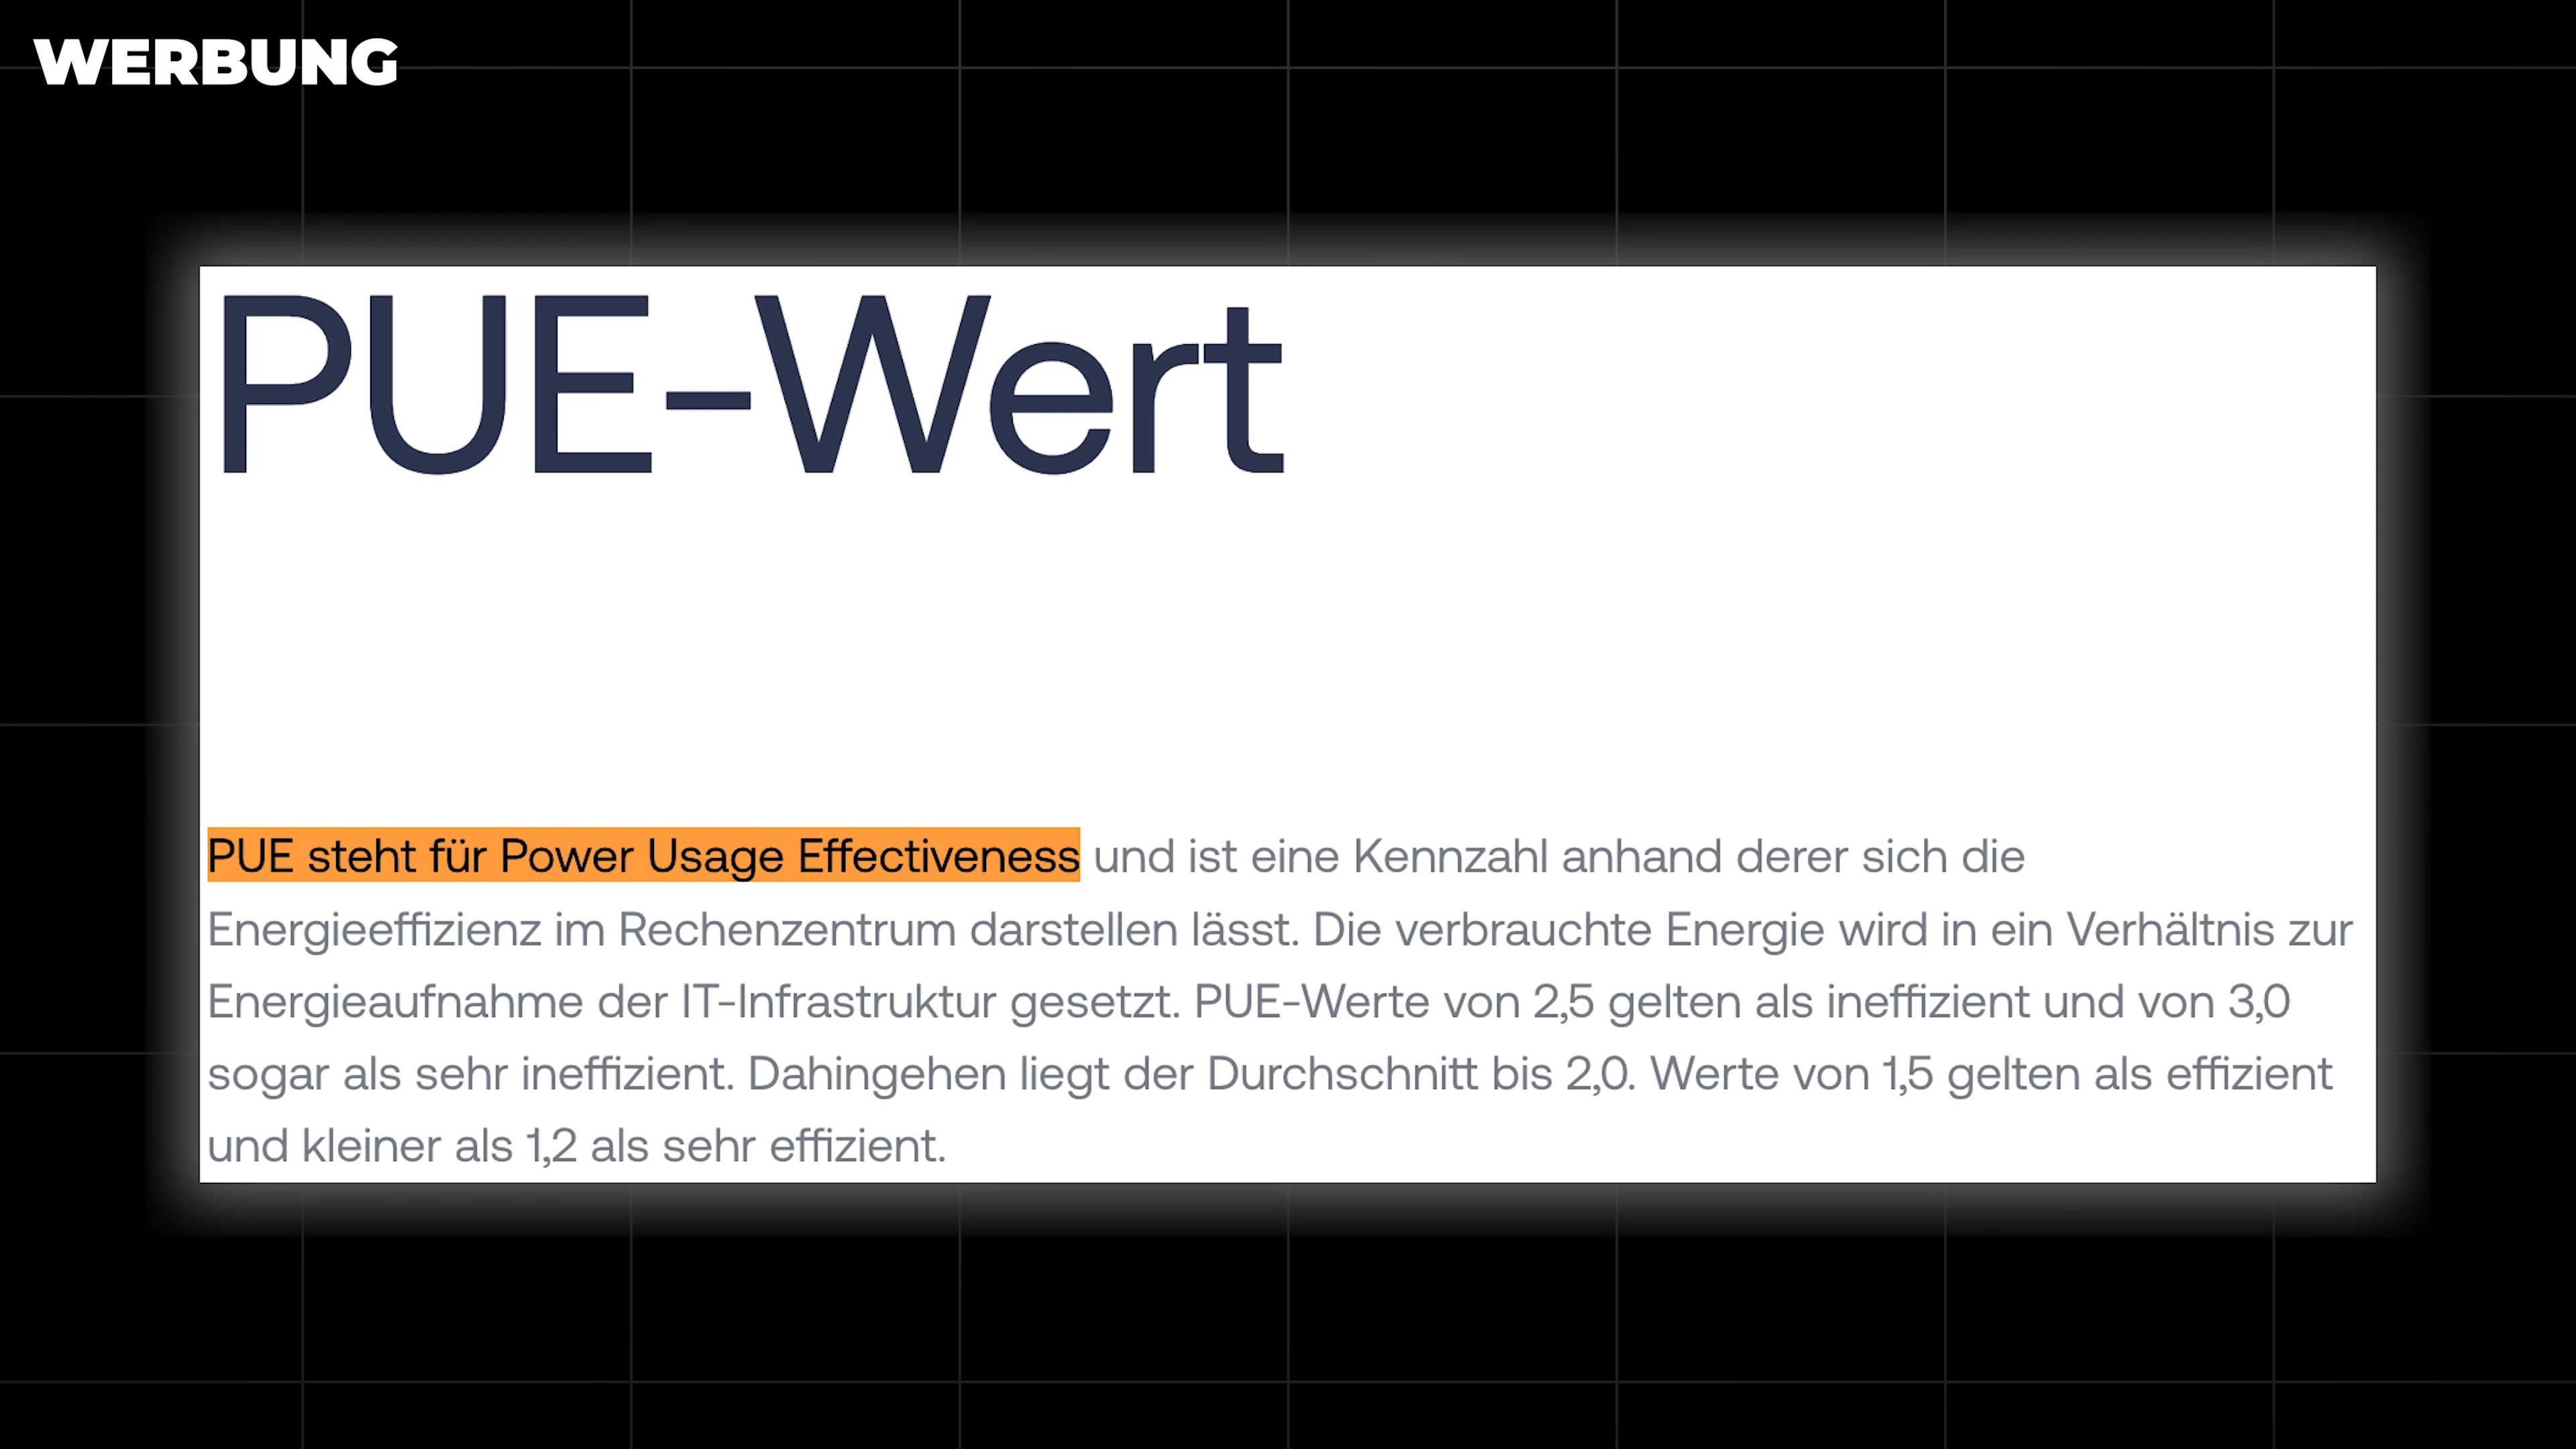 WERBUNG
PUE-Wert
PUE steht für Power Usage Effectiveness und ist eine Kennzahl anhand derer sich die
Energieeffizienz im Rechenzentrum darstellen lässt. Die verbrauchte Energie wird in ein Verhältnis zur
Energieaufnahme der IT-Infrastruktur gesetzt. PUE-Werte von 2,5 gelten als ineffizient und von 3,0
sogar als sehr ineffizient. Dahingehen liegt der Durchschnitt bis 2,0. Werte von 1,5 gelten als effizient
und kleiner als 1,2 als sehr effizient.